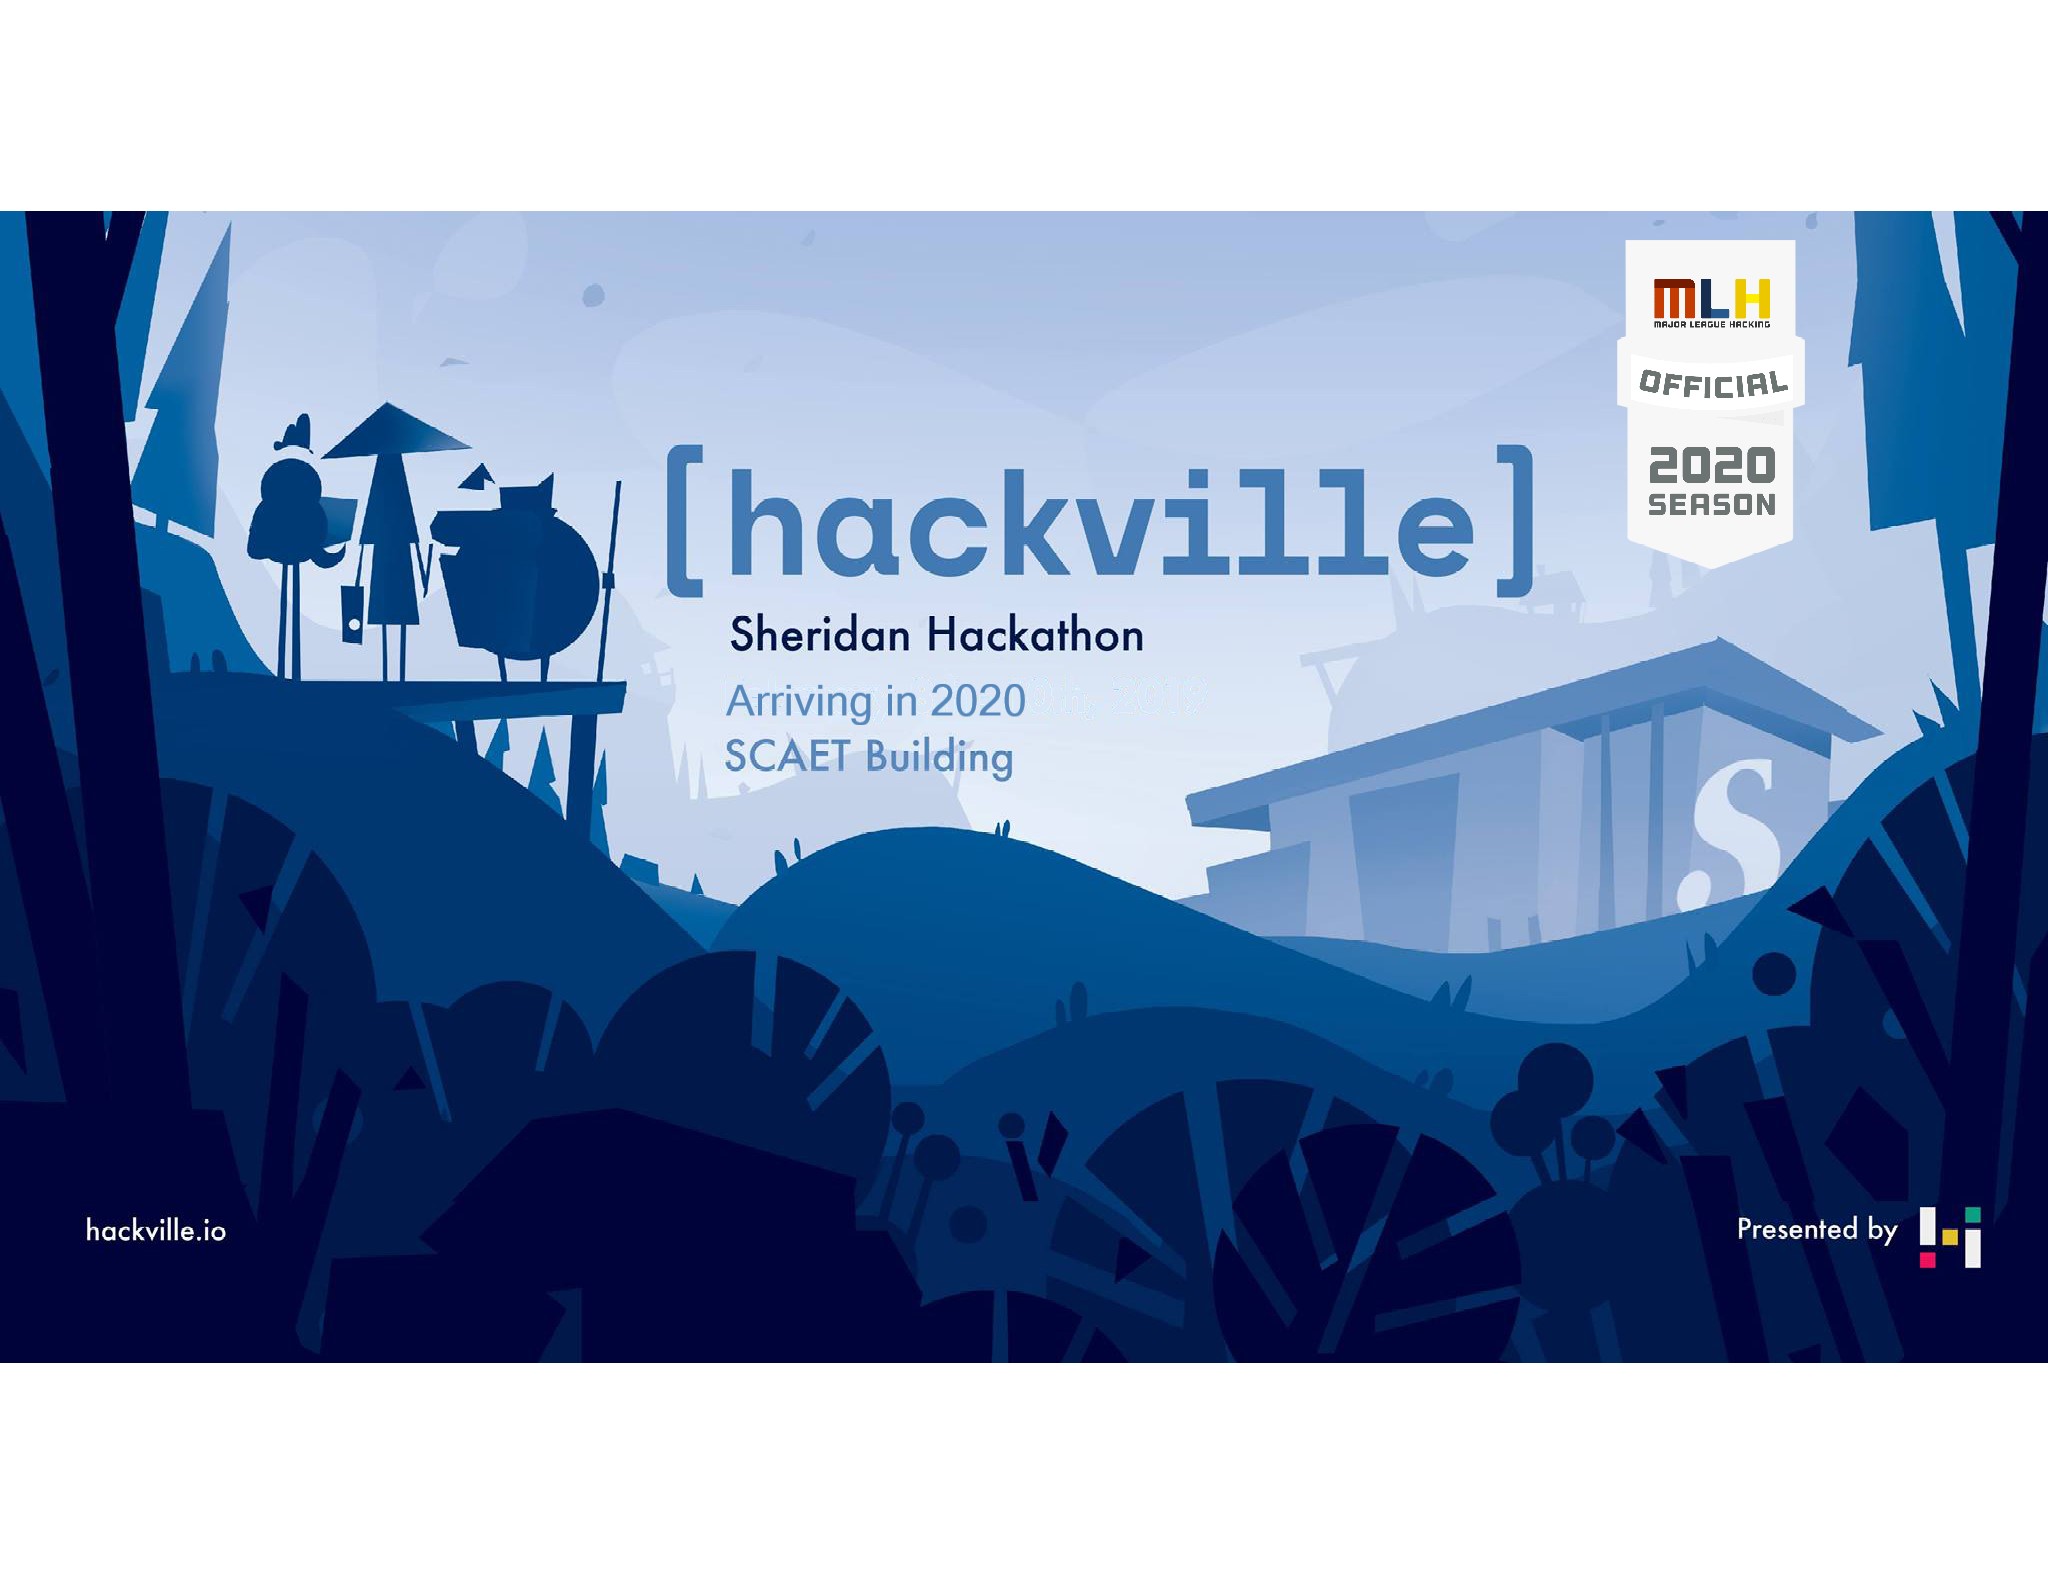 MLH
MAJOR LEAGUE HACKING
OFFICIAL
2020
SEASON
[hackville]
Sheridan Hackathon
Arriving in 2020
SCAET Building
S
hackville.io
Presented by